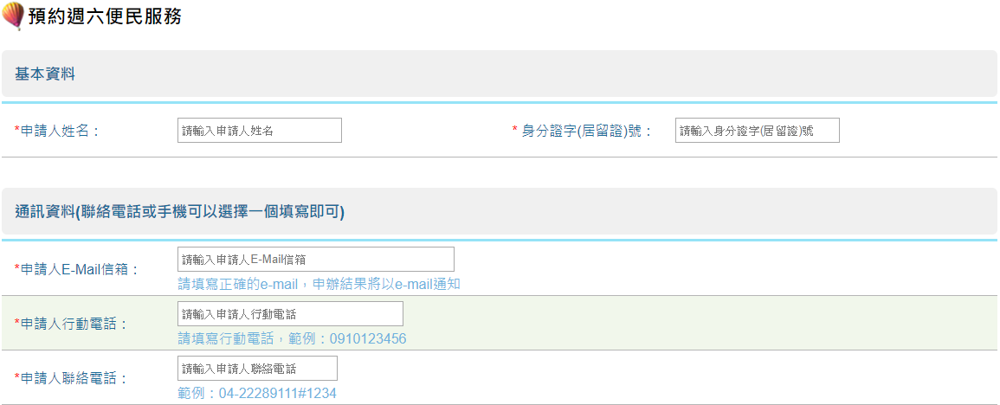 預約週六便民服務
基本資料
*申請人姓名： 請輸入申請人姓名 * 身分證字(居留證)號： 請輸入身分證字(居留證)號
通訊資料(聯絡電話或手機可以選擇一個填寫即可)
*申請人E-Mail信箱： 請輸入申請人E-Mail信箱
請填寫正確的e-mail，申辦結果將以e-mail通知
*申請人行動電話： 請輸入申請人行動電話
請填寫行動電話，範例：0910123456
*申請人聯絡電話： 請輸入申請人聯絡電話
範例：04-22289111#1234